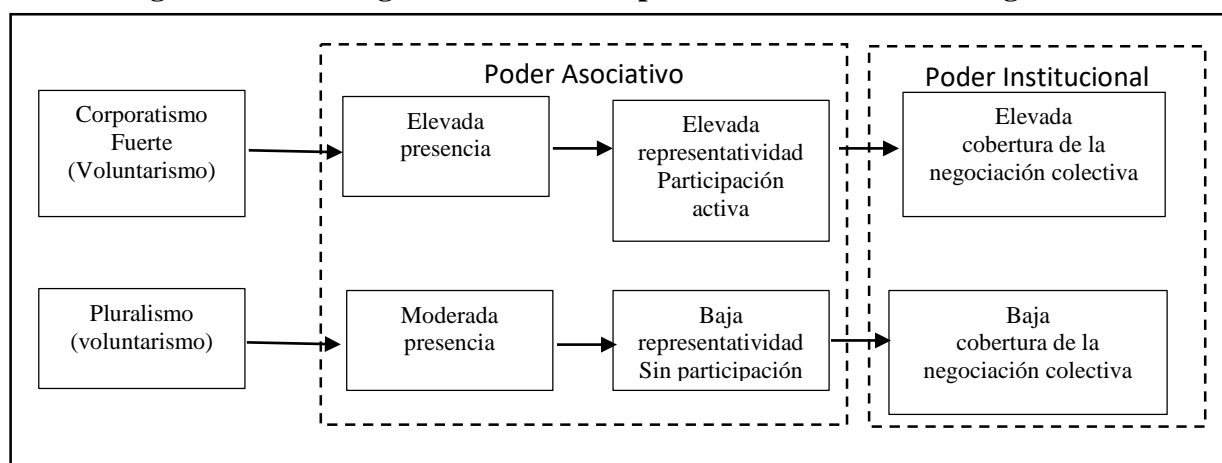 Poder Asociativo
Poder Institucional
Corporatismo
Fuerte
(Voluntarismo)
Elevada
presencia
Elevada
representatividad
Participación
activa
Elevada
cobertura de la
negociación colectiva
Pluralismo
(voluntarismo)
Moderada
presencia
Baja
representatividad
Sin participación
Baja
cobertura de la
negociación colectiva